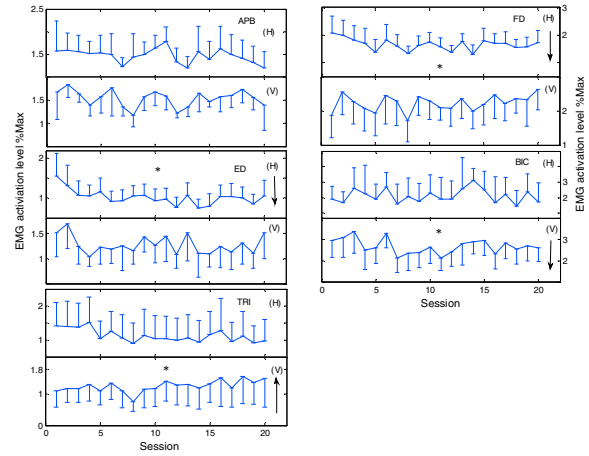 APB
(H)
2.5
1.5
(V)
1.5
1
ED
(H)
2
*
1
(V)
1.5
1
TRI
(H)
2
1
(V)
1.8
*
1
0
0
5
10
15
20
Session
EMG activiation level %Max
FD
(H)
3
2
*
(V)
2
1
BIC
(H)
3
2
(V)
3
*
2
0
5
10
15
20
Session
EMG activation level %Max